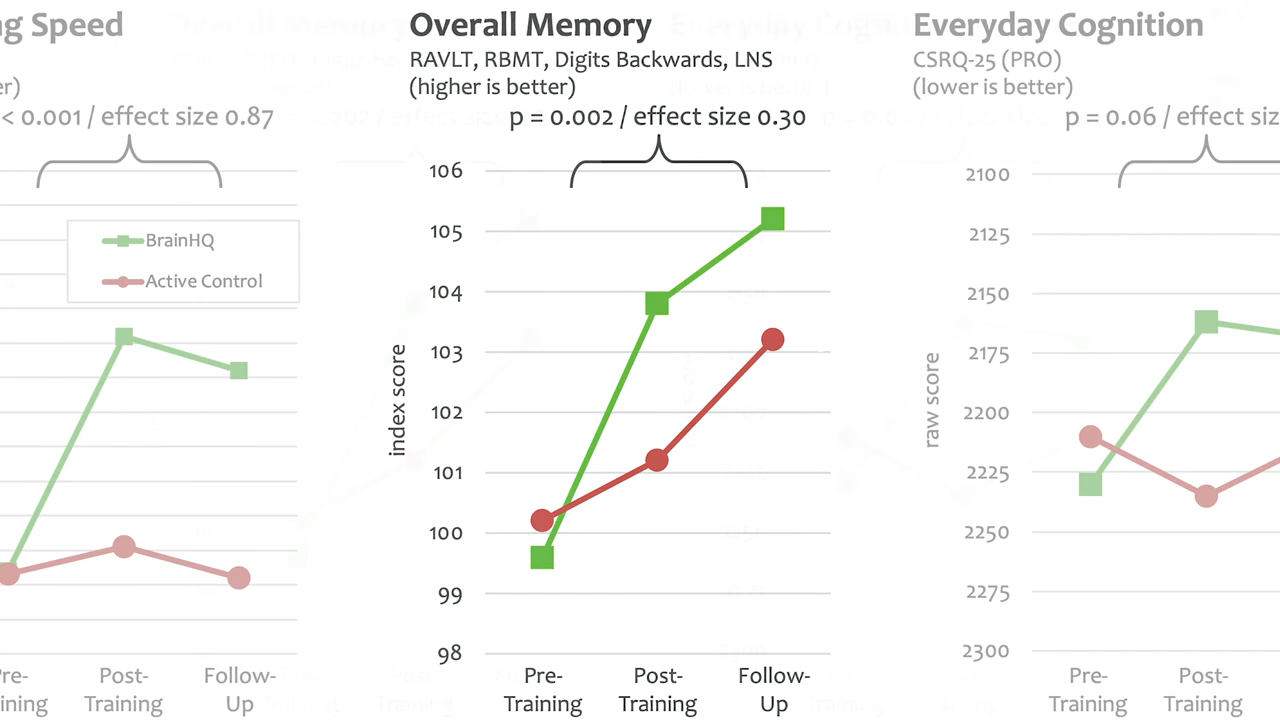 g Speed
er)
< 0.001 / effect size 0.87
BrainHQ
Active Control
Pre-
ining
Post-
Training
Follow-
Up
Overall Memory
RAVLT, RBMT, Digits Backwards, LNS
(higher is better)
p = 0.002 / effect size 0.30
106
105
104
103
102
101
100
99
98
index score
Pre-
Training
Post-
Training
Follow-
Up
Everyday Cognition
CSRQ-25 (PRO)
(lower is better)
p = 0.06 / effect siz
2100
2125
2150
2175
2200
2225
2250
2275
2300
raw score
Pre-
Training
Post-
Training